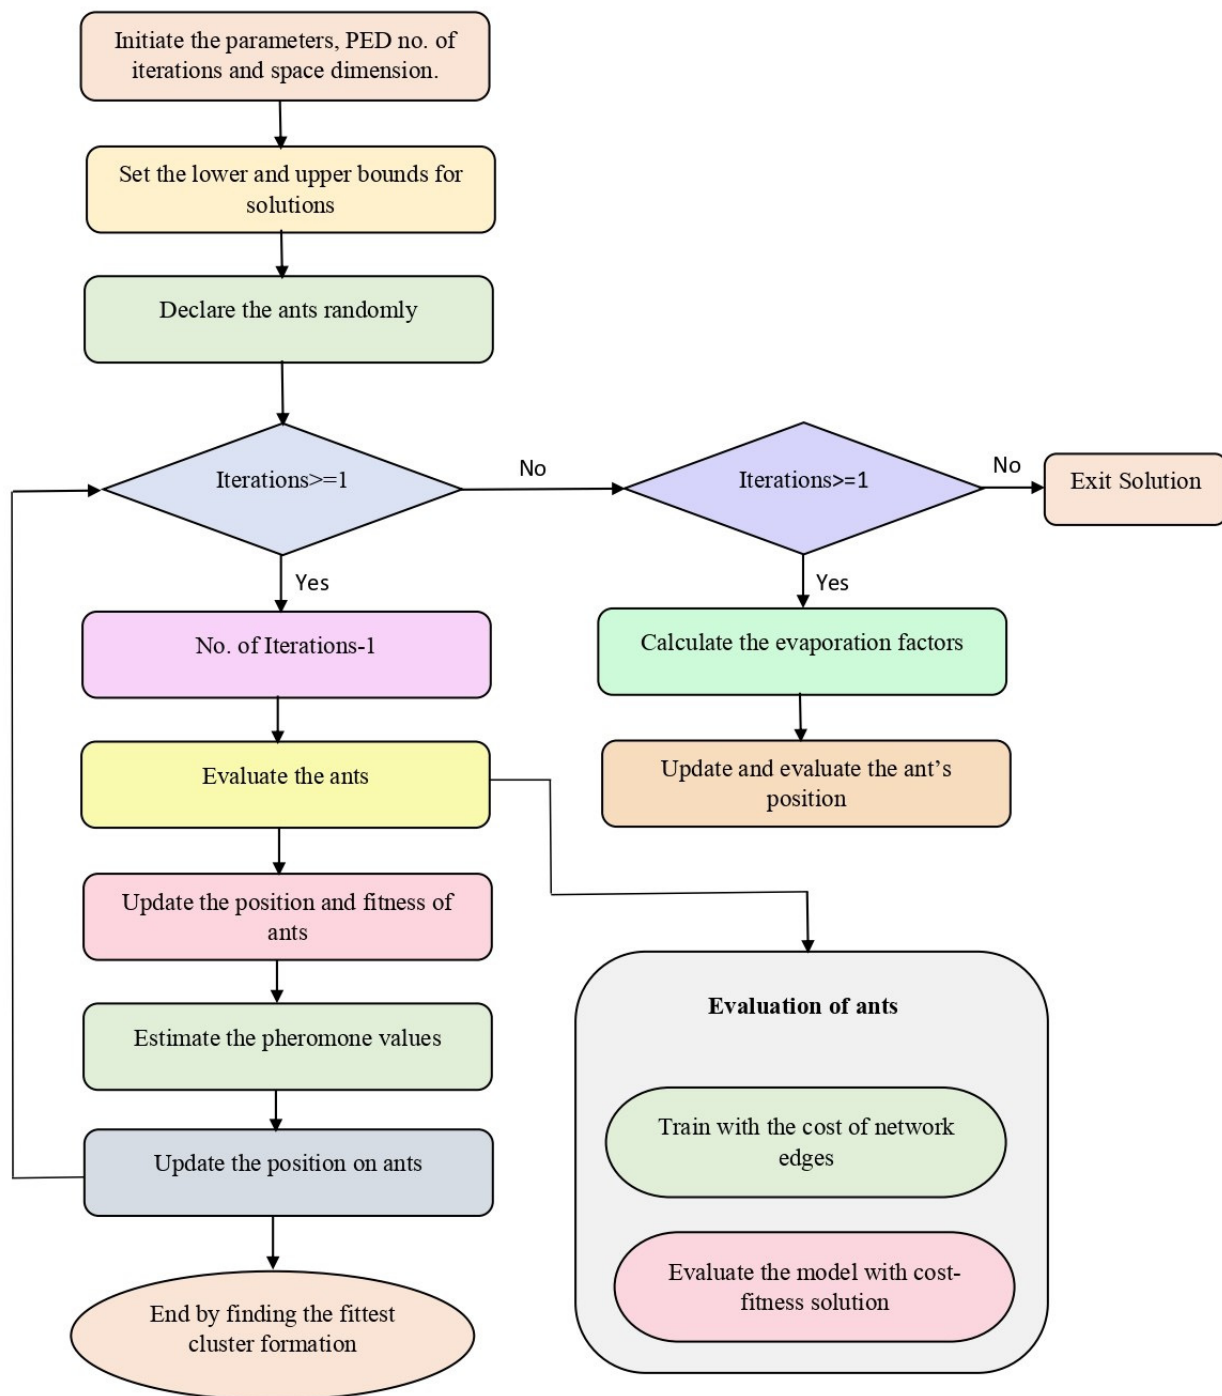 Initiate the parameters, PED no. of
iterations and space dimension.
Set the lower and upper bounds for
solutions
Declare the ants randomly
Iterations>=1
No
Iterations>=1
No
Exit Solution
Yes
Yes
No. of Iterations-1
Calculate the evaporation factors
Evaluate the ants
Update and evaluate the ant’s
position
Update the position and fitness of
ants
Estimate the pheromone values
Update the position on ants
End by finding the fittest
cluster formation
Evaluation of ants
Train with the cost of network
edges
Evaluate the model with cost-
fitness solution